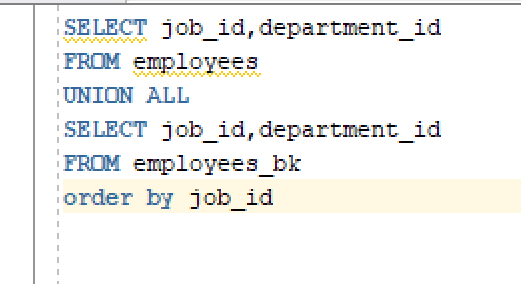 SELECT job_id,department_id
FROM employees
UNION ALL
SELECT job_id,department_id
FROM employees_bk
order by job_id